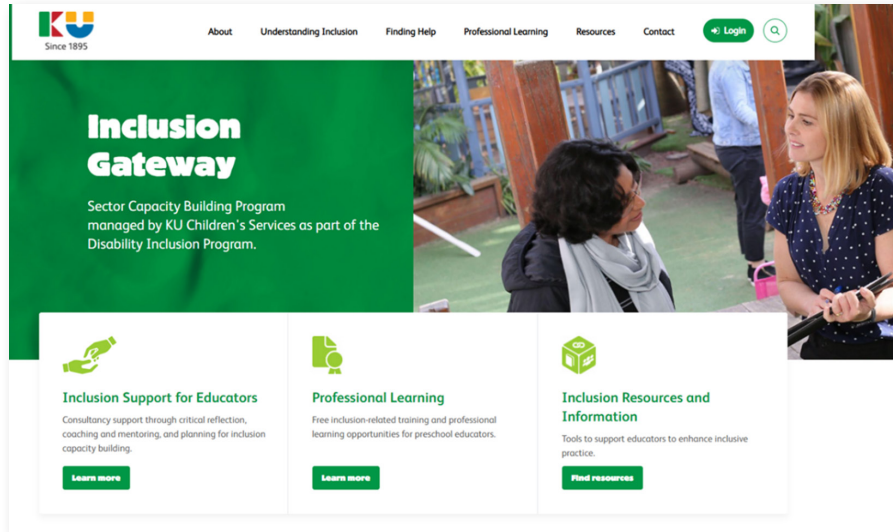 KU
Since 1895
About Understanding Inclusion Finding Help Professional Learning Resources Contact Login
Inclusion
Gateway
Sector Capacity Building Program
managed by KU Children's Services as part of the
Disability Inclusion Program.
Inclusion Support for Educators
Consultancy support through critical reflection,
coaching and mentoring, and planning for inclusion
capacity building.
Learn more
Professional Learning
Free inclusion-related training and professional
learning opportunities for preschool educators.
Learn more
Inclusion Resources and
Information
Tools to support educators to enhance inclusive
practice.
Find resources